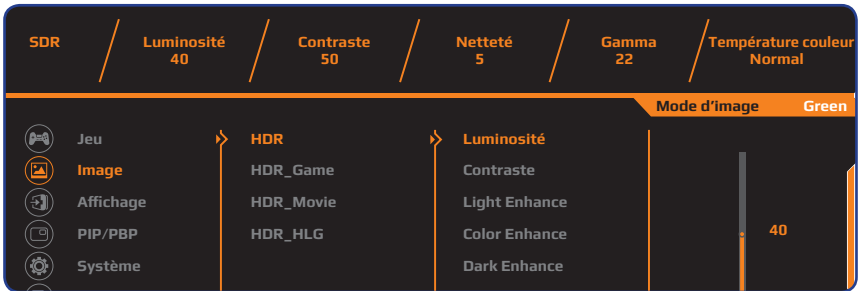 SDR
Luminosité
40
Contraste
50
Netteté
5
Gamma
22
Température couleur
Normal
Mode d'image Green
Jeu
Image
Affichage
PIP/PBP
Système
HDR
HDR_Game
HDR_Movie
HDR_HLG
Luminosité
Contraste
Light Enhance
Color Enhance
Dark Enhance
40